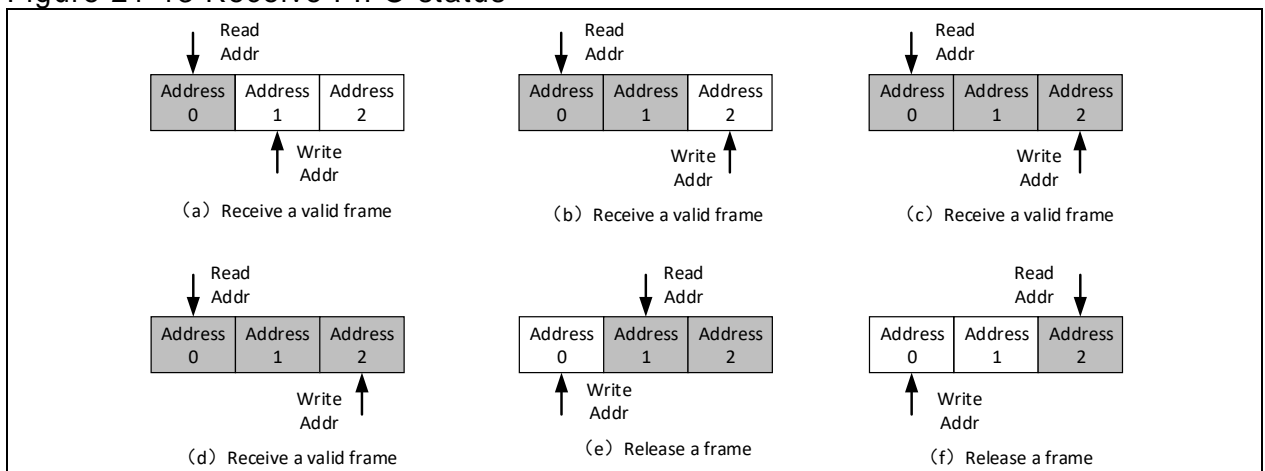 Figure Receive FIFO status
Read
Addr
Address Address Address
0 1 2
Write
Addr
(a) Receive a valid frame
Read
Addr
Address Address Address
0 1 2
Write
Addr
(b) Receive a valid frame
Read
Addr
Address Address Address
0 1 2
Write
Addr
(c) Receive a valid frame
Read
Addr
Address Address Address
0 1 2
Write
Addr
(d) Receive a valid frame
Read
Addr
Address Address Address
0 1 2
Write
Addr
(e) Release a frame
Read
Addr
Address Address Address
0 1 2
Write
Addr
(f) Release a frame